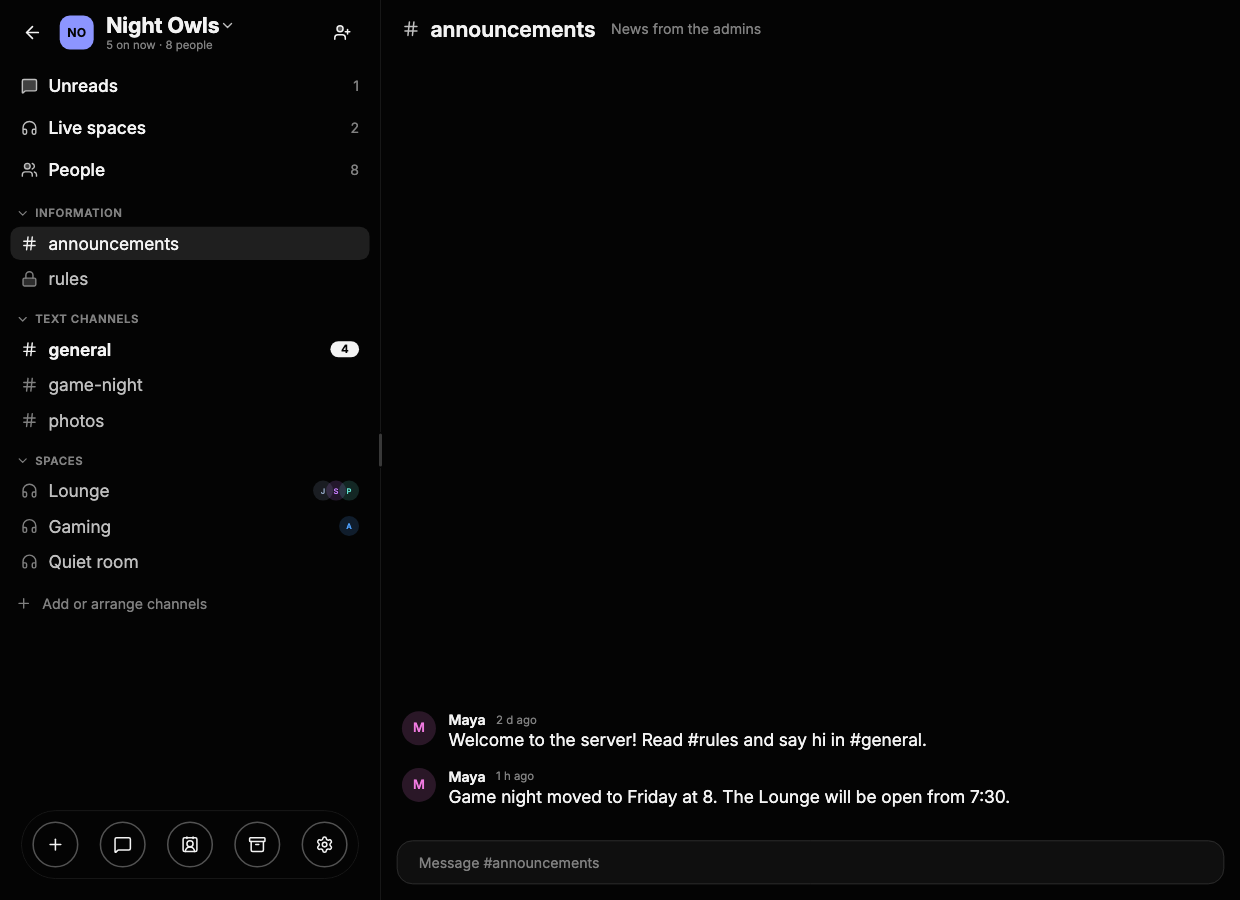 NO
Night Owls
5 on now · 8 people
Unreads 1
Live spaces 2
People 8
INFORMATION
# announcements
rules
TEXT CHANNELS
# general 4
# game-night
# photos
SPACES
Lounge J S P
Gaming A
Quiet room
+ Add or arrange channels
# announcements News from the admins
M
Maya 2 d ago
Welcome to the server! Read #rules and say hi in #general.
M
Maya 1 h ago
Game night moved to Friday at 8. The Lounge will be open from 7:30.
Message #announcements